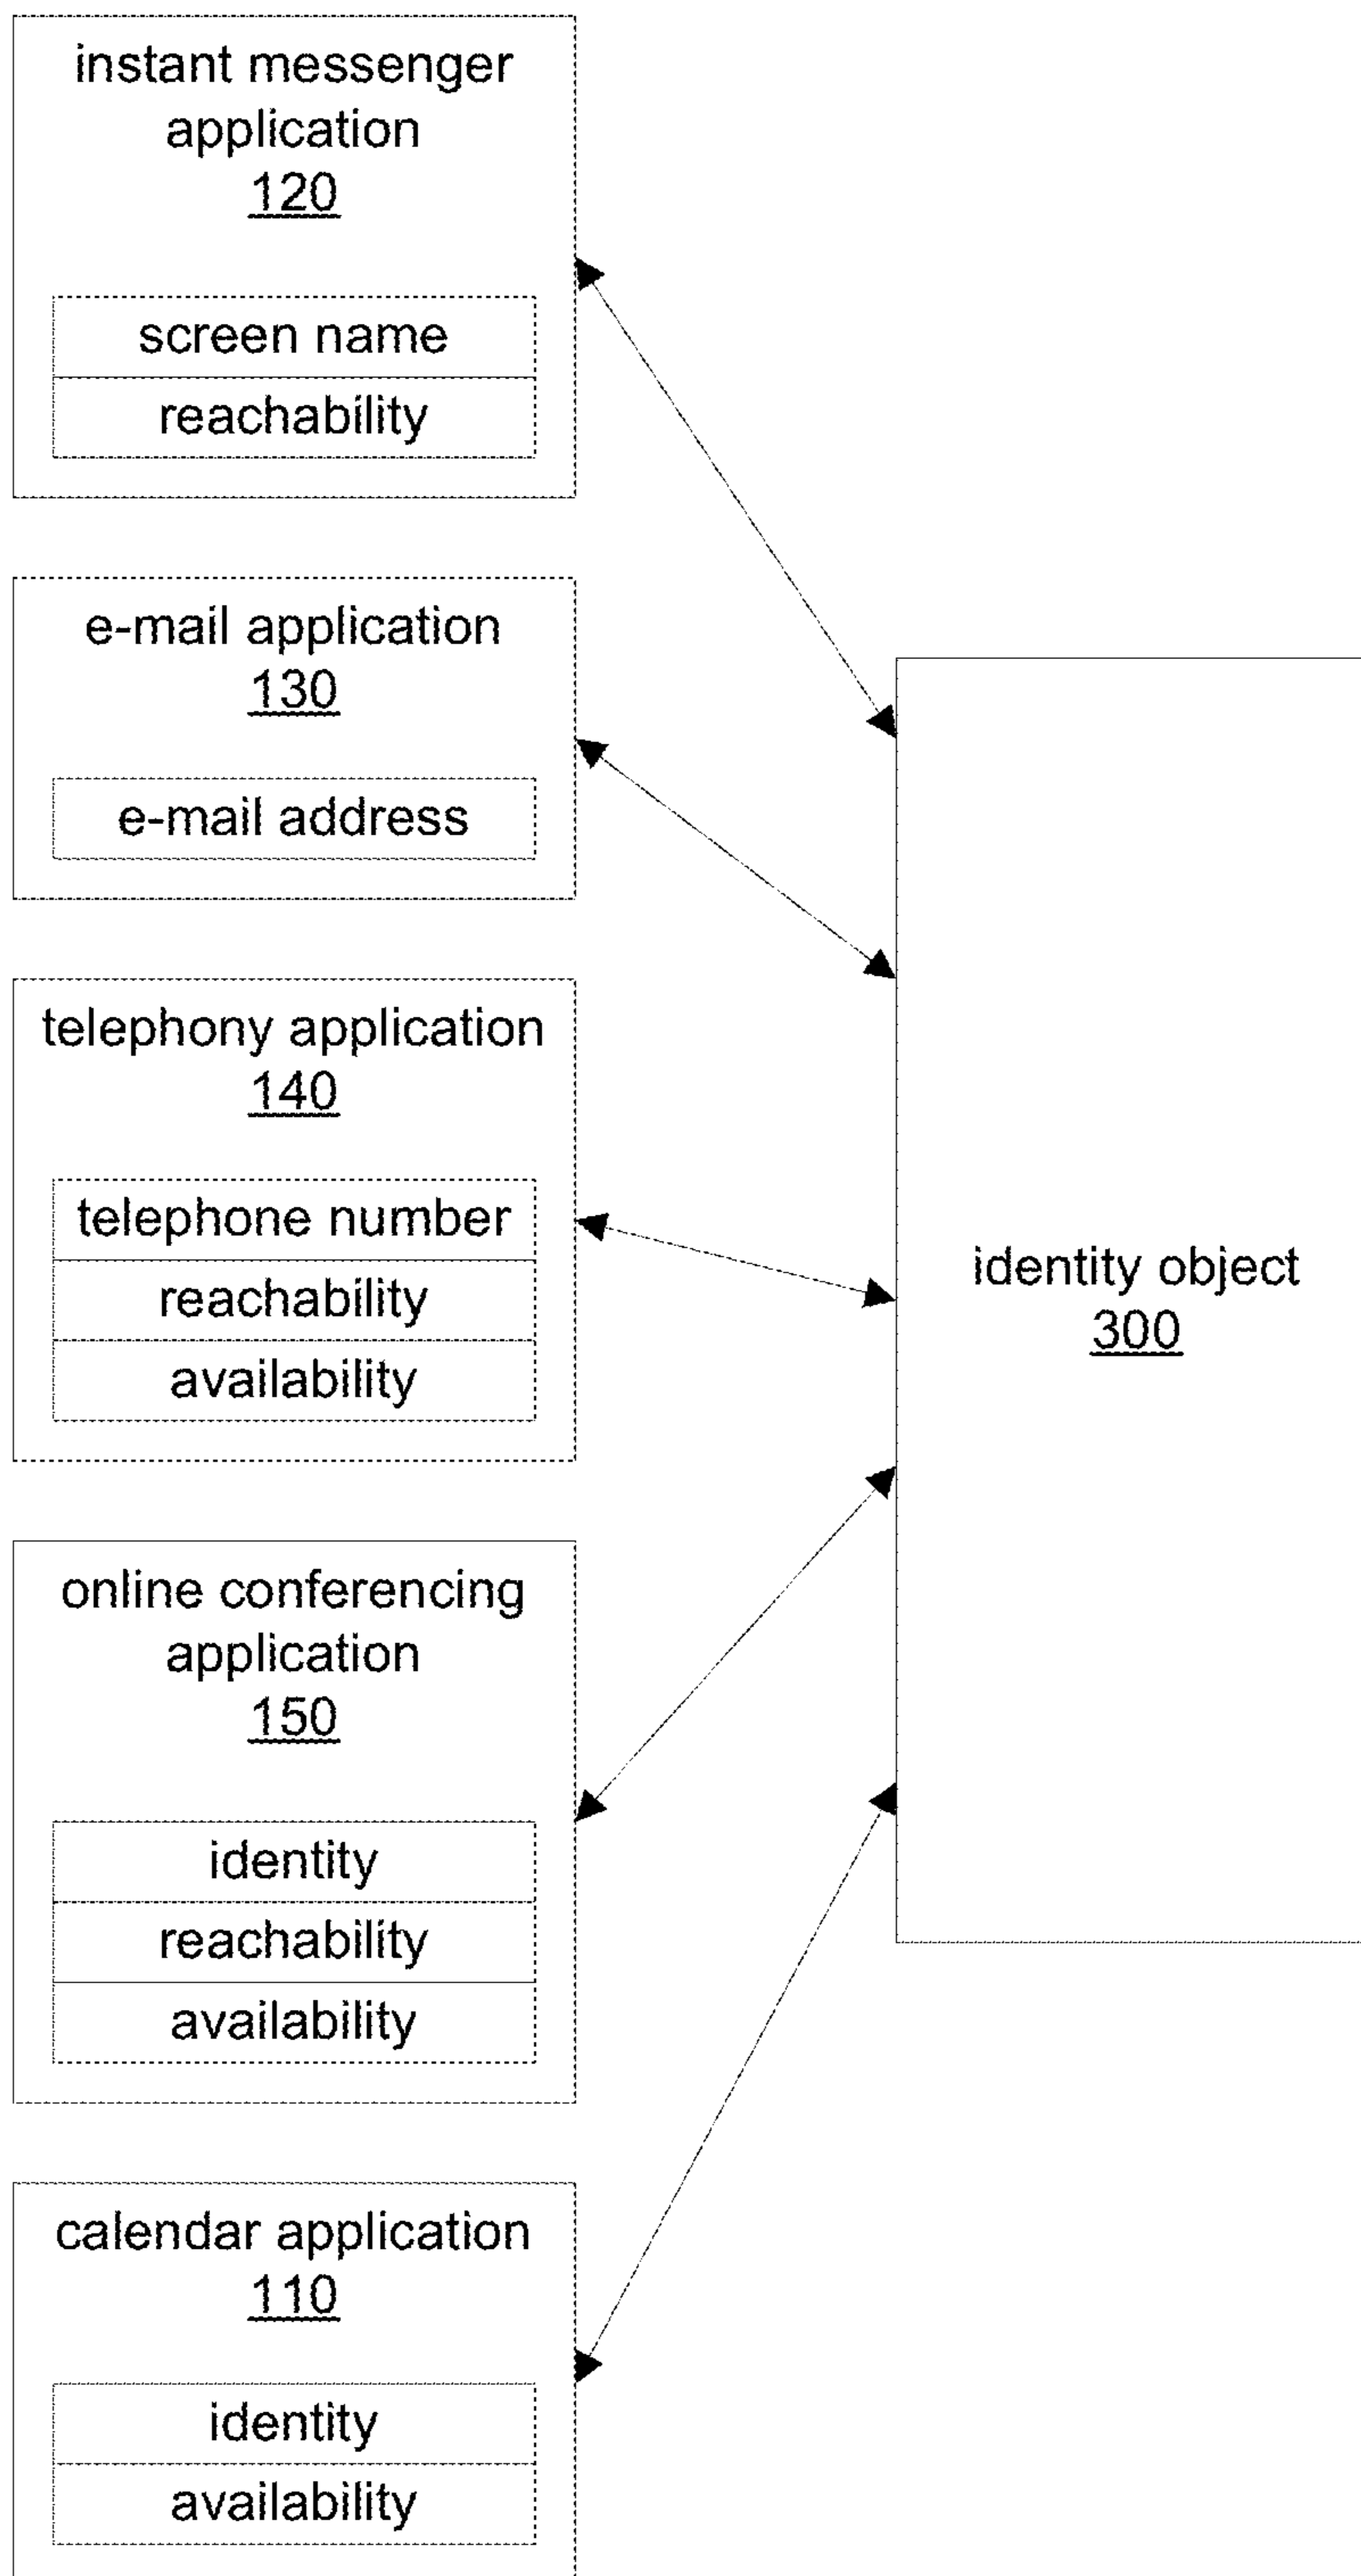 instant messenger
application
120
screen name
reachability
e-mail application
130
e-mail address
telephony application
140
telephone number
reachability
availability
identity object
300
online conferencing
application
150
identity
reachability
availability
calendar application
110
identity
availability